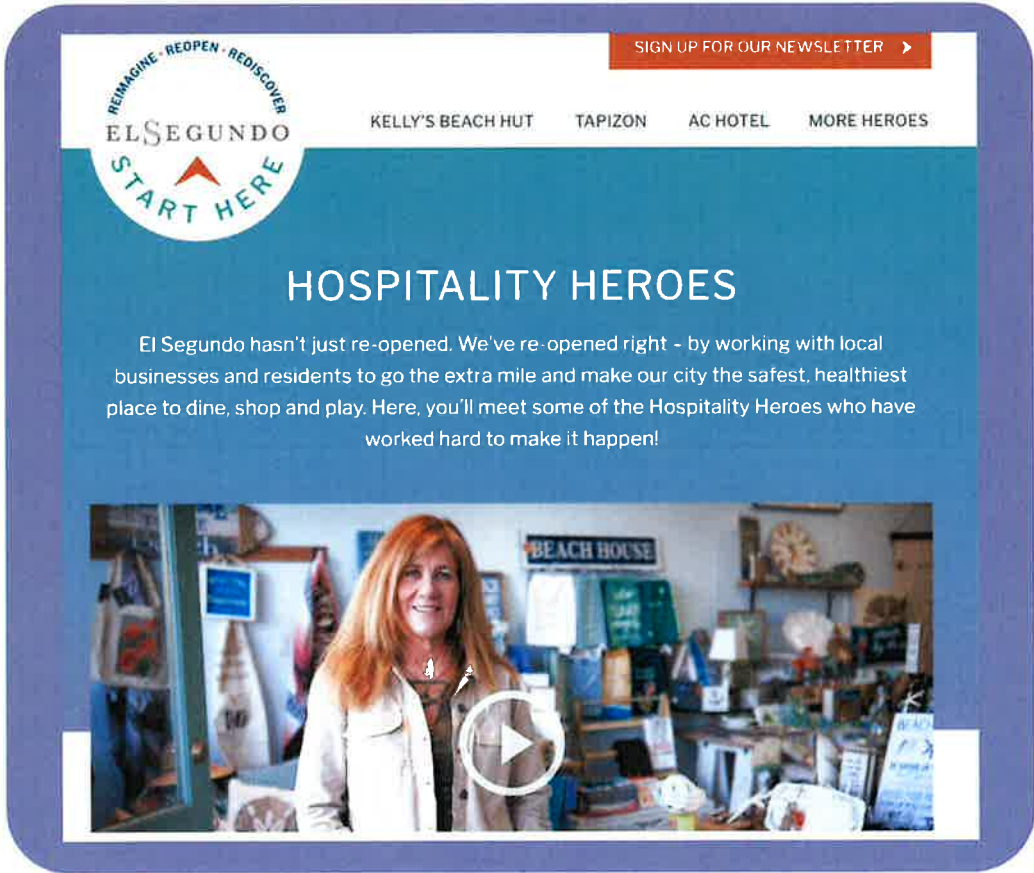 SIGN UP FOR OUR NEWSLETTER
REIMAGINE · REOPEN · REDISCOVER
ELSEGUNDO
START HERE
KELLY'S BEACH HUT TAPIZON AC HOTEL MORE HEROES
HOSPITALITY HEROES
El Segundo hasn't just re-opened. We've re-opened right - by working with local
businesses and residents to go the extra mile and make our city the safest, healthiest
place to dine, shop and play. Here, you'll meet some of the Hospitality Heroes who have
worked hard to make it happen!
BEACH HOUSE
BEACH